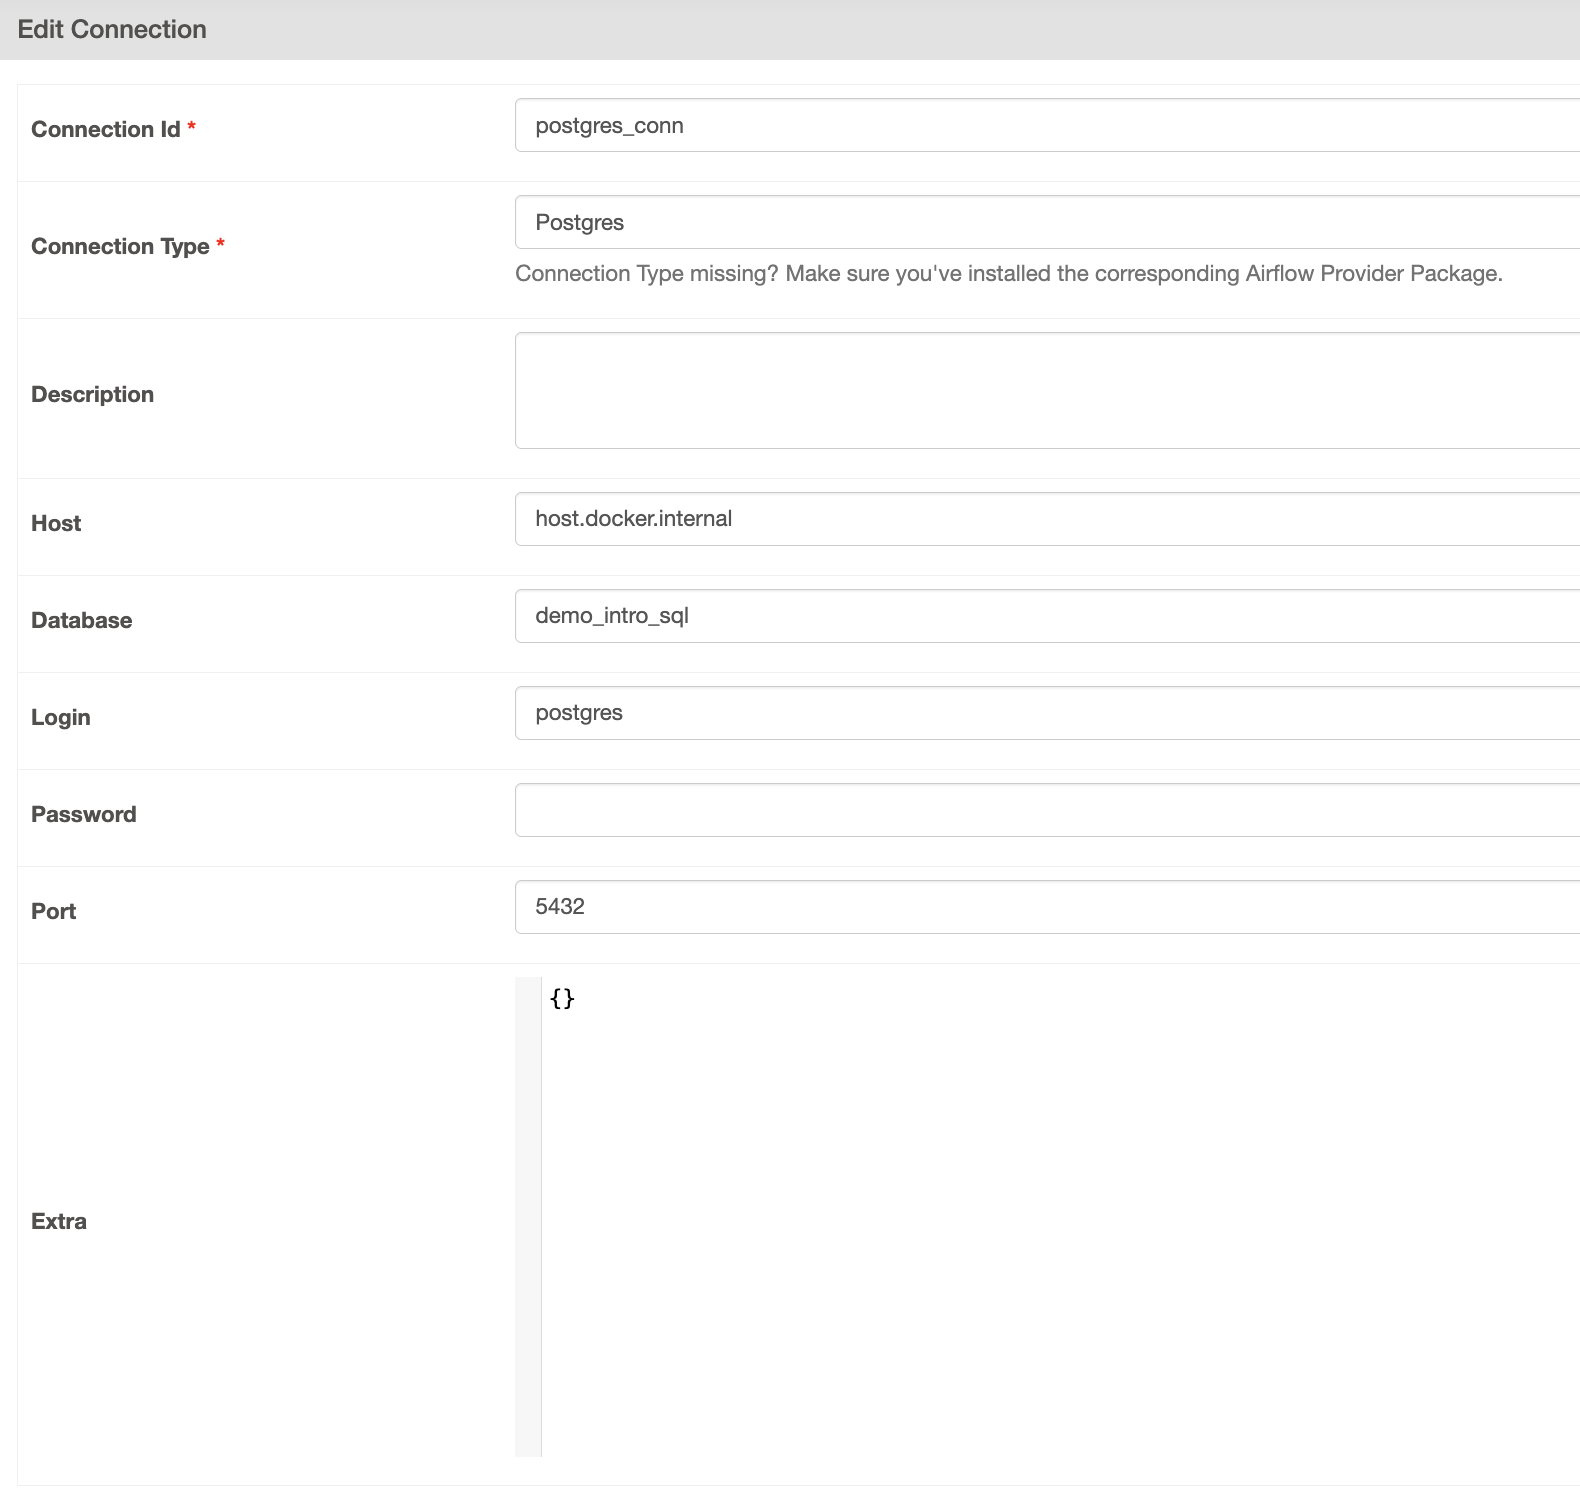 Edit Connection
Connection Id *
postgres_conn
Connection Type *
Postgres
Connection Type missing? Make sure you've installed the corresponding Airflow Provider Package.
Description
Host
host.docker.internal
Database
demo_intro_sql
Login
postgres
Password
Port
5432
Extra
{}